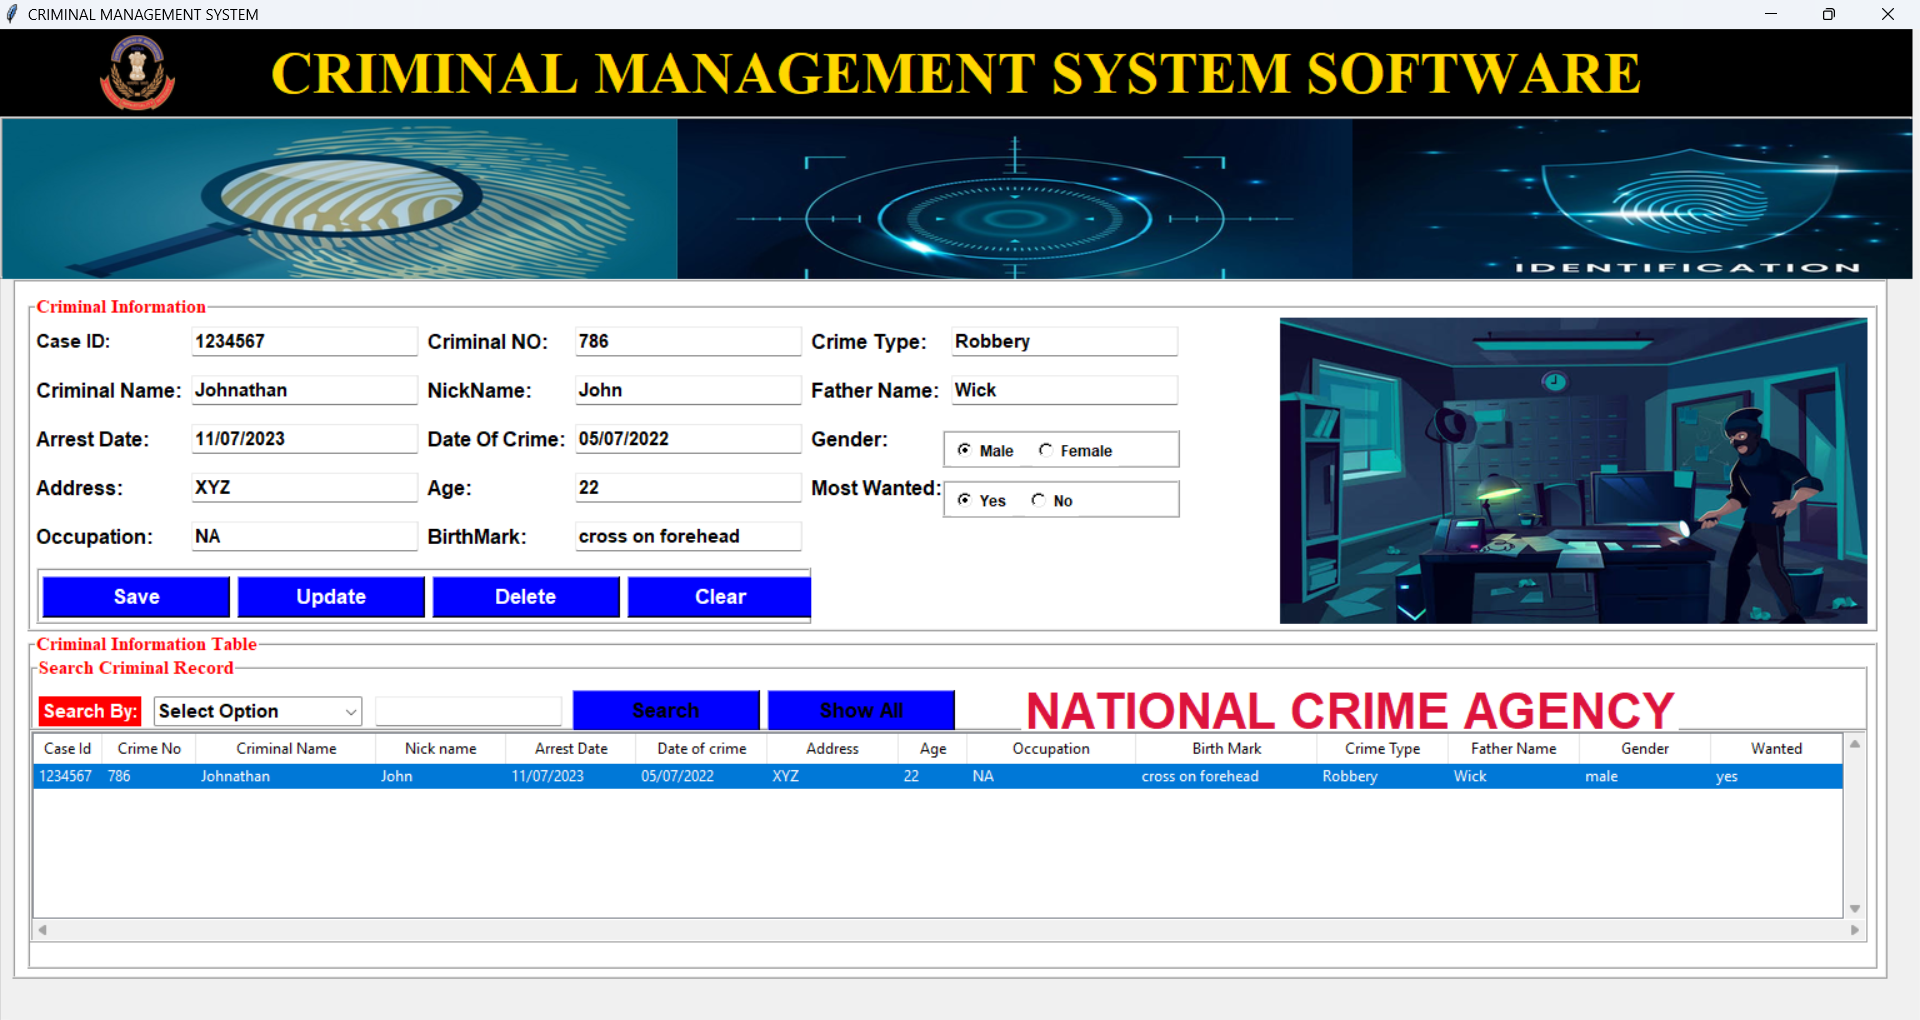 CRIMINAL MANAGEMENT SYSTEM
CRIMINAL MANAGEMENT SYSTEM SOFTWARE
IDENTIFICATION
Criminal Information
Case ID: 1234567 Criminal NO: 786 Crime Type: Robbery
Criminal Name: Johnathan NickName: John Father Name: Wick
Arrest Date: 11/07/2023 Date Of Crime: 05/07/2022 Gender: Male Female
Address: XYZ Age: 22 Most Wanted: Yes No
Occupation: NA BirthMark: cross on forehead
Save Update Delete Clear
Criminal Information Table
Search Criminal Record
Search By: Select Option Search Show All NATIONAL CRIME AGENCY
Case Id Crime No Criminal Name Nick name Arrest Date Date of crime Address Age Occupation Birth Mark Crime Type Father Name Gender Wanted
1234567 786 Johnathan John 11/07/2023 05/07/2022 XYZ 22 NA cross on forehead Robbery Wick male yes